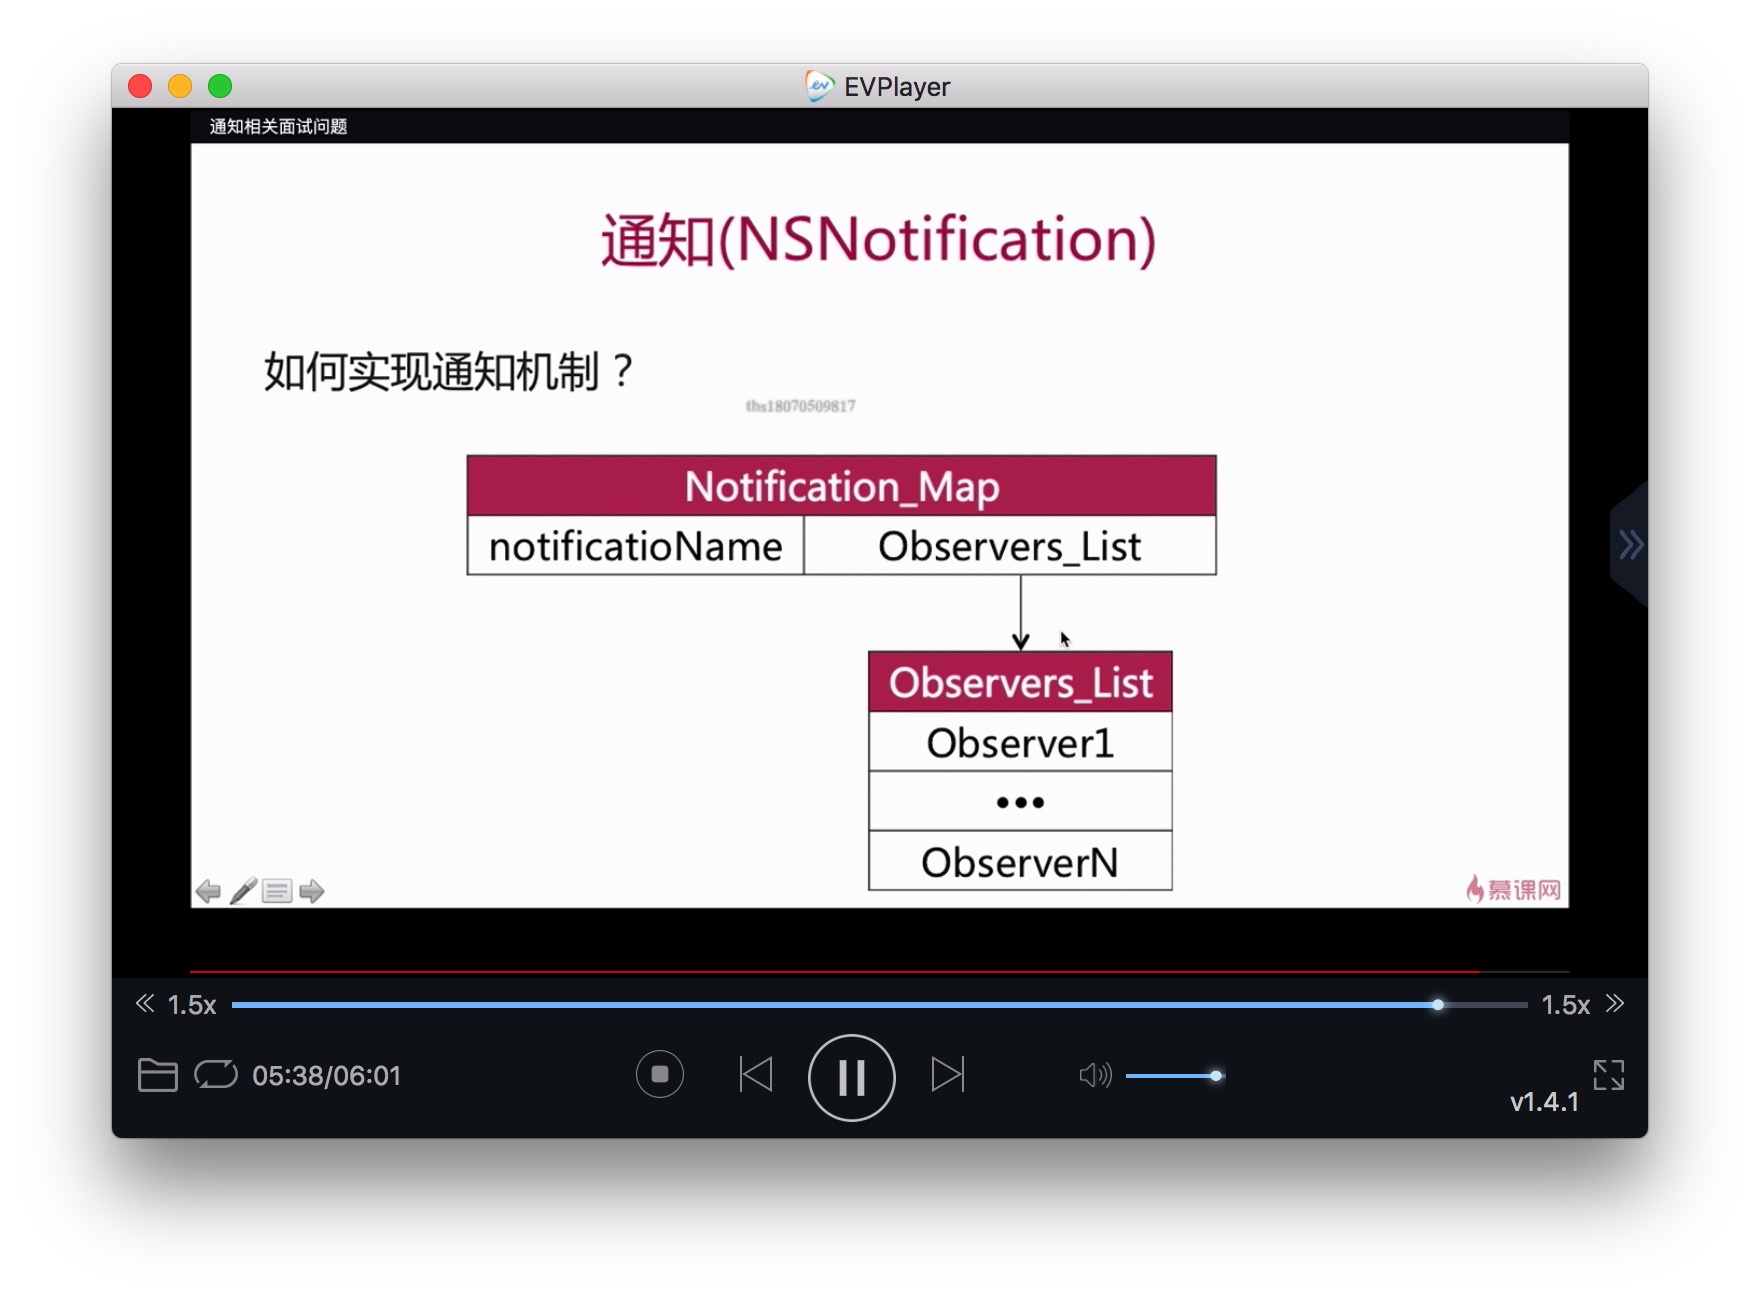 EVPlayer
通知相关面试问题
通知(NSNotification)
如何实现通知机制？
ths18070509817
Notification_Map
notificatioName
Observers_List
Observers_List
Observer1
•••
ObserverN
慕课网
1.5x
1.5x
05:38/06:01
v1.4.1